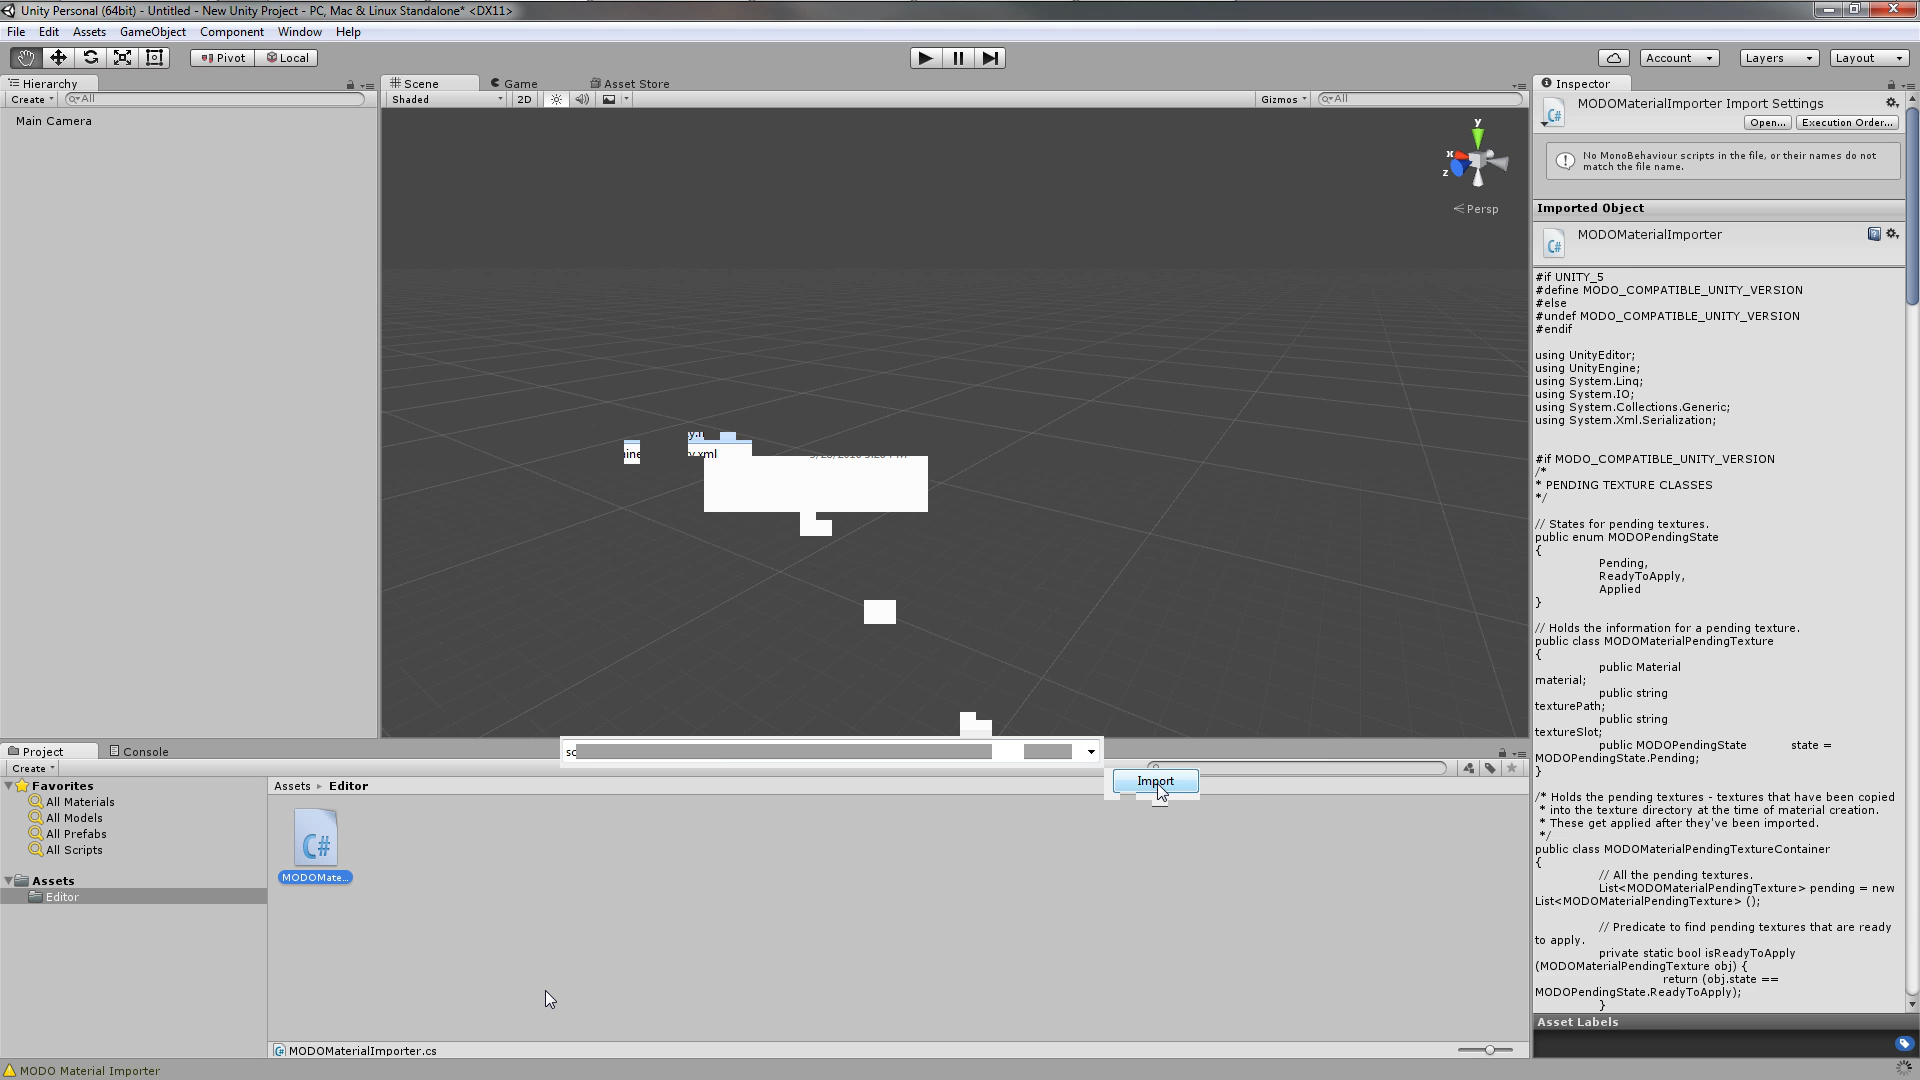 Unity Personal (64bit) - Untitled - New Unity Project - PC, Mac & Linux Standalone* <DX11>
File Edit Assets GameObject Component Window Help
Pivot Local
Account Layers Layout
Hierarchy
Create All
Main Camera
Scene Game Asset Store
Shaded 2D Gizmos All
y
x
z
Persp
ry.xml
Inspector
MODOMaterialImporter Import Settings
Open... Execution Order...
No MonoBehaviour scripts in the file, or their names do not
match the file name.
Imported Object
MODOMaterialImporter
#if UNITY_5
#define MODO_COMPATIBLE_UNITY_VERSION
#else
#undef MODO_COMPATIBLE_UNITY_VERSION
#endif
using UnityEditor;
using UnityEngine;
using System.Linq;
using System.IO;
using System.Collections.Generic;
using System.Xml.Serialization;
#if MODO_COMPATIBLE_UNITY_VERSION
/*
* PENDING TEXTURE CLASSES
*/
// States for pending textures.
public enum MODOPendingState
{
Pending,
ReadyToApply,
Applied
}
// Holds the information for a pending texture.
public class MODOMaterialPendingTexture
{
public Material
material;
public string
texturePath;
public string
textureSlot;
public MODOPendingState state =
MODOPendingState.Pending;
}
/* Holds the pending textures - textures that have been copied
* into the texture directory at the time of material creation.
* These get applied after they've been imported.
*/
public class MODOMaterialPendingTextureContainer
{
// All the pending textures.
List<MODOMaterialPendingTexture> pending = new
List<MODOMaterialPendingTexture> ();
// Predicate to find pending textures that are ready
to apply.
private static bool isReadyToApply
(MODOMaterialPendingTexture obj) {
return (obj.state ==
MODOPendingState.ReadyToApply);
}
Asset Labels
Project Console
Create
Favorites
All Materials
All Models
All Prefabs
All Scripts
Assets
Editor
Assets Editor
sc
Import
C#
MODOMate...
MODOMaterialImporter.cs
MODO Material Importer